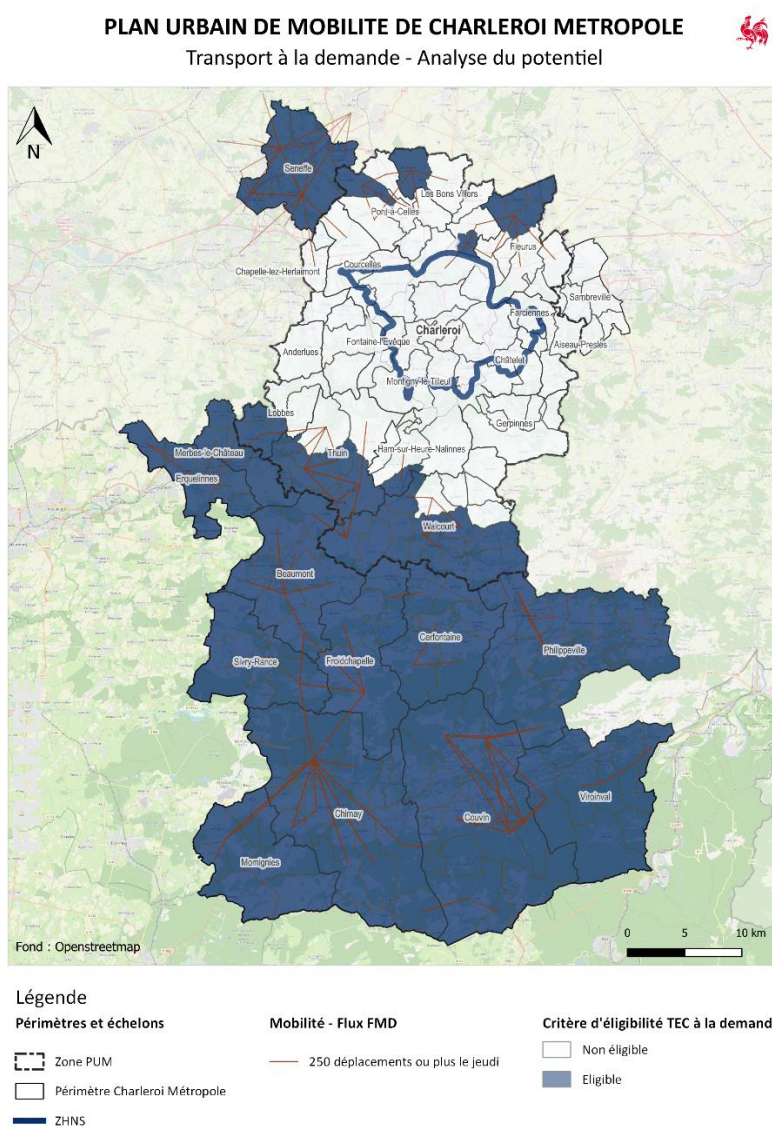 PLAN URBAIN DE MOBILITE DE CHARLEROI METROPOLE
Transport à la demande - Analyse du potentiel
N
Seneffe
Les Bons Villers
Pont-à-Celles
Fleurus
Chapelle-lez-Herlaimont
Courcelles
Sambreville
Farciennes
Charleroi
Fontaine-l'Evêque
Aiseau-Presles
Anderlues
Châtelet
Montigny-le-Tilleul
Lobbes
Gerpinnes
Merbes-le-Château
Thuin
Ham-sur-Heure-Nalinnes
Erquelinnes
Walcourt
Beaumont
Cerfontaine
Philippeville
Sivry-Rance
Froidchapelle
Viroinval
Chimay
Couvin
Momignies
Fond : Openstreetmap
0 5 10 km
Légende
Périmètres et échelons
Zone PUM
Périmètre Charleroi Métropole
ZHNS
Mobilité - Flux FMD
250 déplacements ou plus le jeudi
Critère d'éligibilité TEC à la demand
Non éligible
Eligible